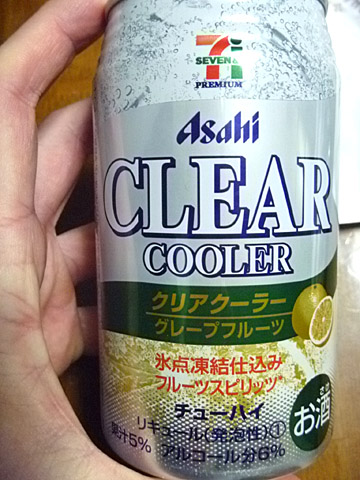 7
SEVEN&i
PREMIUM
Asahi
CLEAR
COOLER
クリアクーラー
グレープフルーツ
氷点凍結仕込み
フルーツスピリッツ*
チューハイ
お酒
リキュール(発泡性)①
果汁5% アルコール分6%